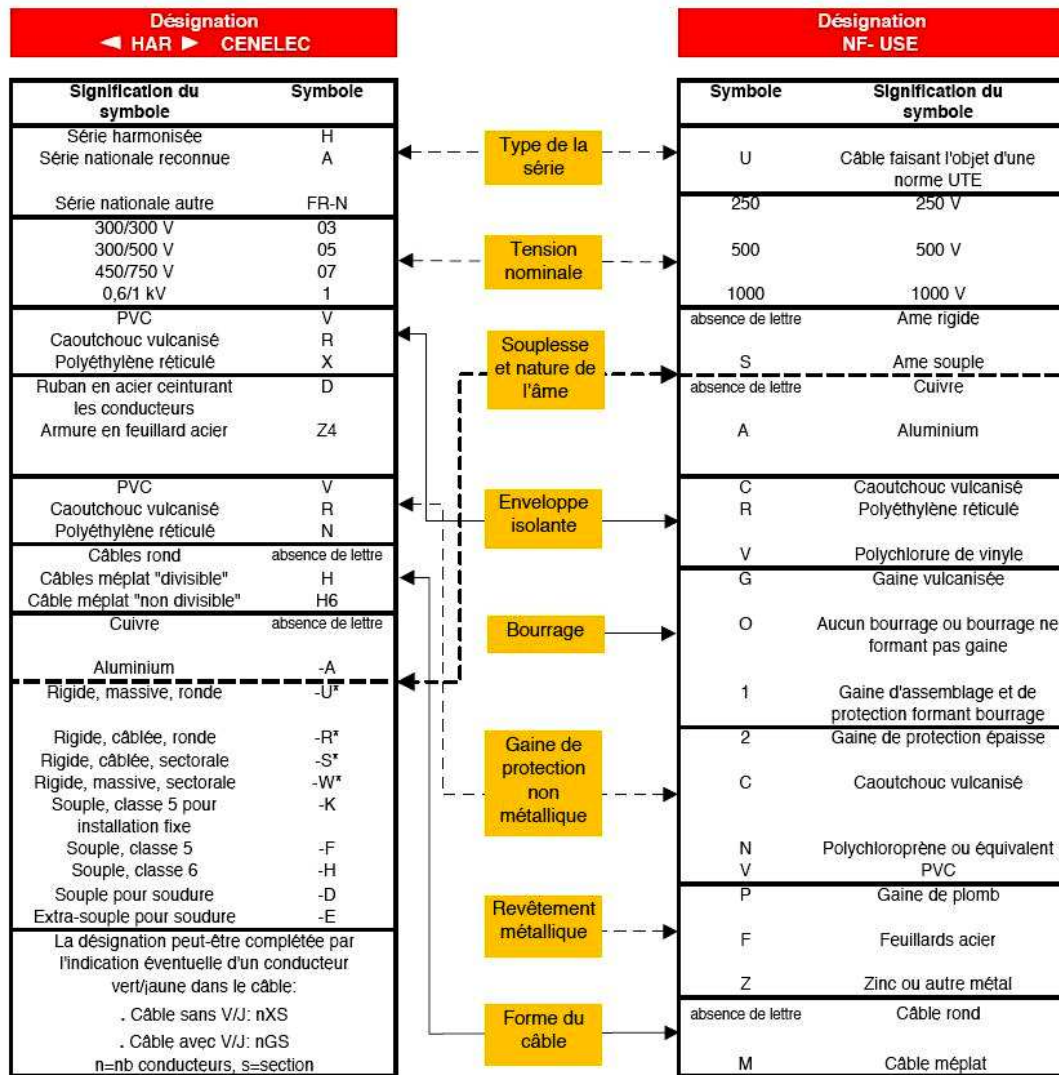 Désignation
◄ HAR ► CENELEC
Signification du symbole Symbole
Série harmonisée H
Série nationale reconnue A
Série nationale autre FR-N
300/300 V 03
300/500 V 05
450/750 V 07
0,6/1 kV 1
PVC V
Caoutchouc vulcanisé R
Polyéthylène réticulé X
Ruban en acier ceinturant D
les conducteurs
Armure en feuillard acier Z4
PVC V
Caoutchouc vulcanisé R
Polyéthylène réticulé N
Câbles rond absence de lettre
Câbles méplat "divisible" H
Câble méplat "non divisible" H6
Cuivre absence de lettre
Aluminium -A
Rigide, massive, ronde -U*
Rigide, câblée, ronde -R*
Rigide, câblée, sectorale -S*
Rigide, massive, sectorale -W*
Souple, classe 5 pour -K
installation fixe
Souple, classe 5 -F
Souple, classe 6 -H
Souple pour soudure -D
Extra-souple pour soudure -E
La désignation peut-être complétée par
l'indication éventuelle d'un conducteur
vert/jaune dans le câble:
. Câble sans V/J: nXS
. Câble avec V/J: nGS
n=nb conducteurs, s=section
Type de la
série
Tension
nominale
Souplesse
et nature de
l'âme
Enveloppe
isolante
Bourrage
Gaine de
protection
non
métallique
Revêtement
métallique
Forme du
câble
Désignation
NF- USE
Symbole Signification du
symbole
U Câble faisant l'objet d'une
norme UTE
250 250 V
500 500 V
1000 1000 V
absence de lettre Ame rigide
S Ame souple
absence de lettre Cuivre
A Aluminium
C Caoutchouc vulcanisé
R Polyéthylène réticulé
V Polychlorure de vinyle
G Gaine vulcanisée
O Aucun bourrage ou bourrage ne
formant pas gaine
1 Gaine d'assemblage et de
protection formant bourrage
2 Gaine de protection épaisse
C Caoutchouc vulcanisé
N Polychloroprène ou équivalent
V PVC
P Gaine de plomb
F Feuillards acier
Z Zinc ou autre métal
absence de lettre Câble rond
M Câble méplat